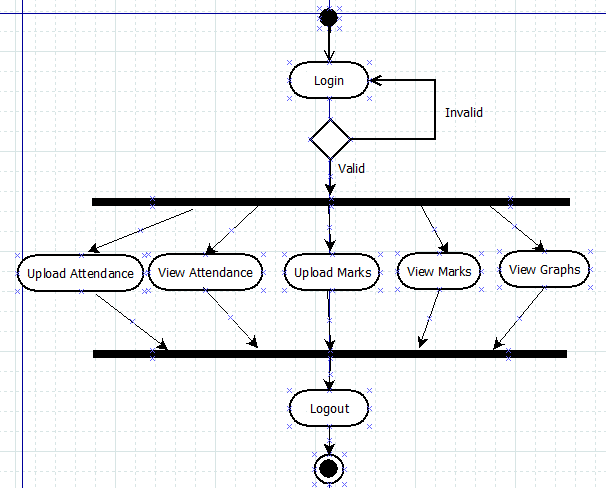 Login
Invalid
Valid
Upload Attendance
View Attendance
Upload Marks
View Marks
View Graphs
Logout